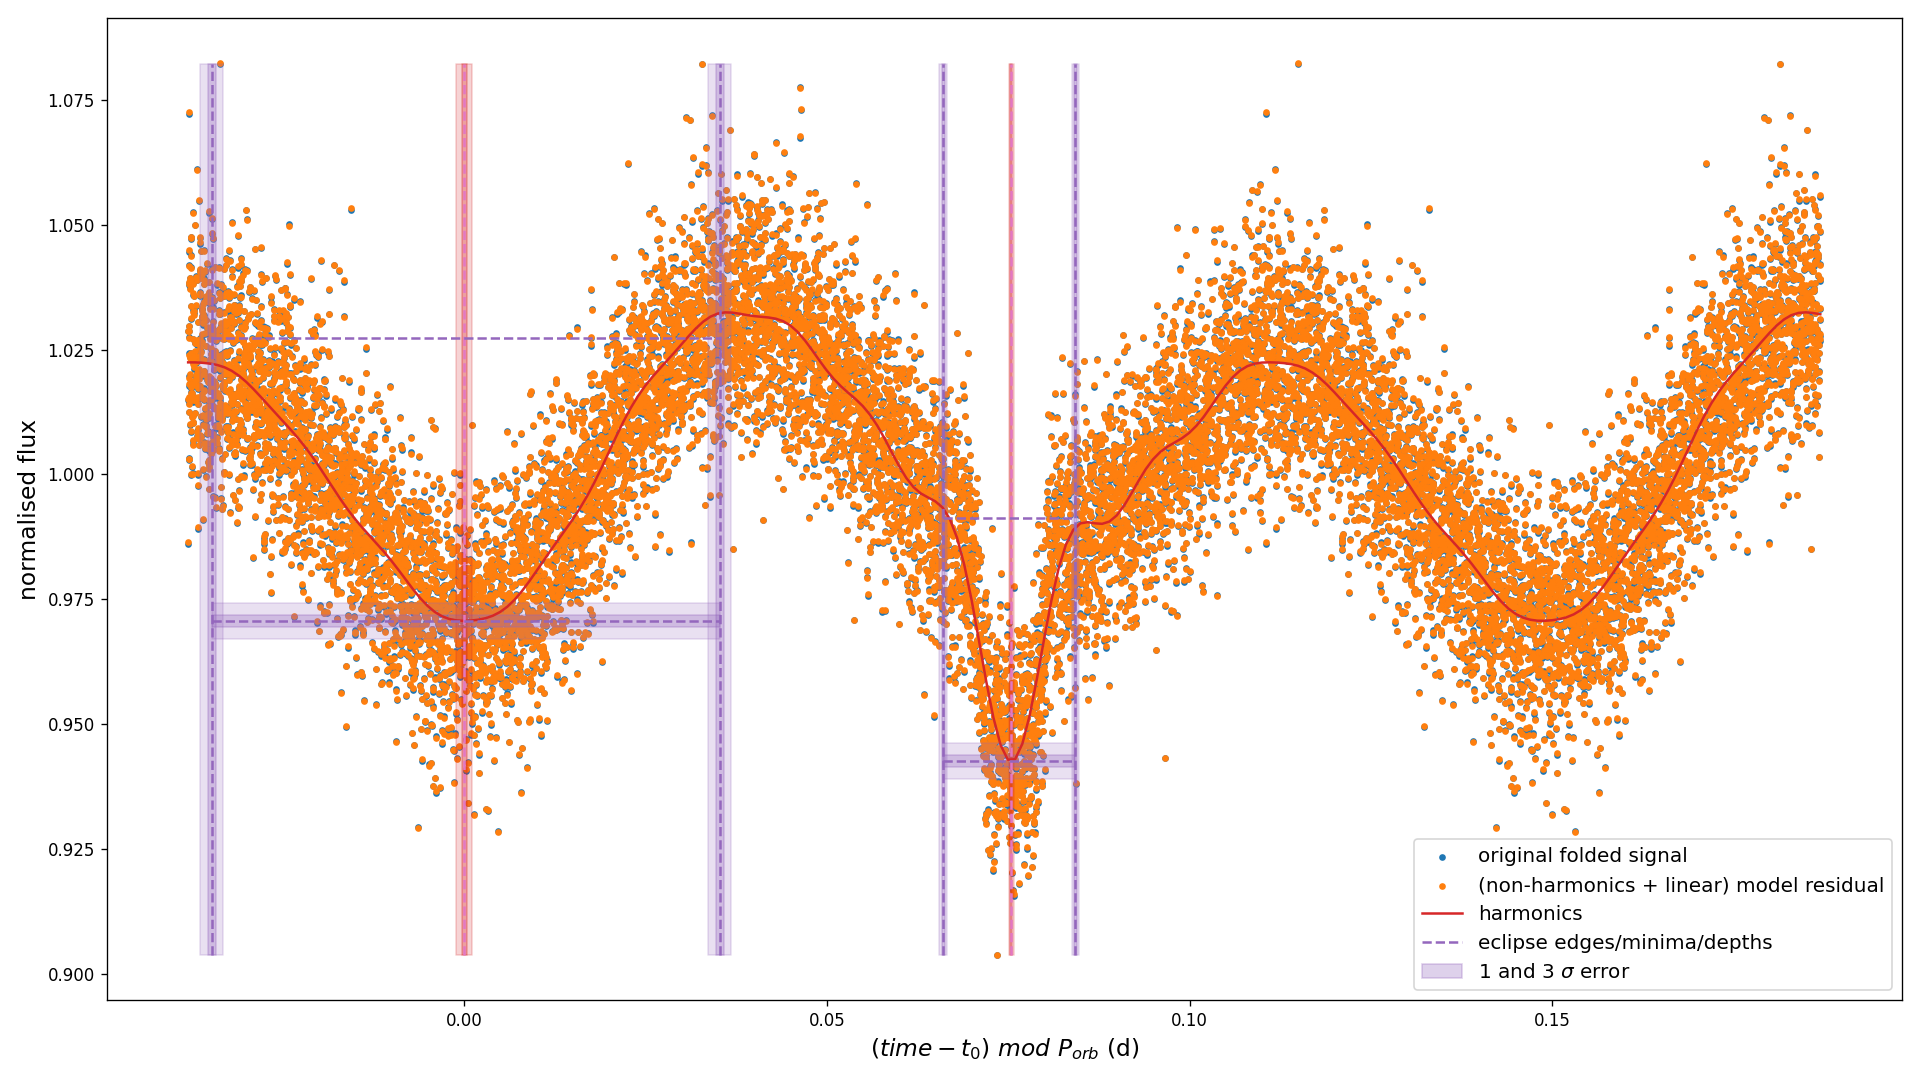 normalised flux
1.075
1.050
1.025
1.000
0.975
0.950
0.925
0.900
0.00
0.05
0.10
0.15
(time − t₀) mod P_orb (d)
original folded signal
(non-harmonics + linear) model residual
harmonics
eclipse edges/minima/depths
1 and 3 σ error